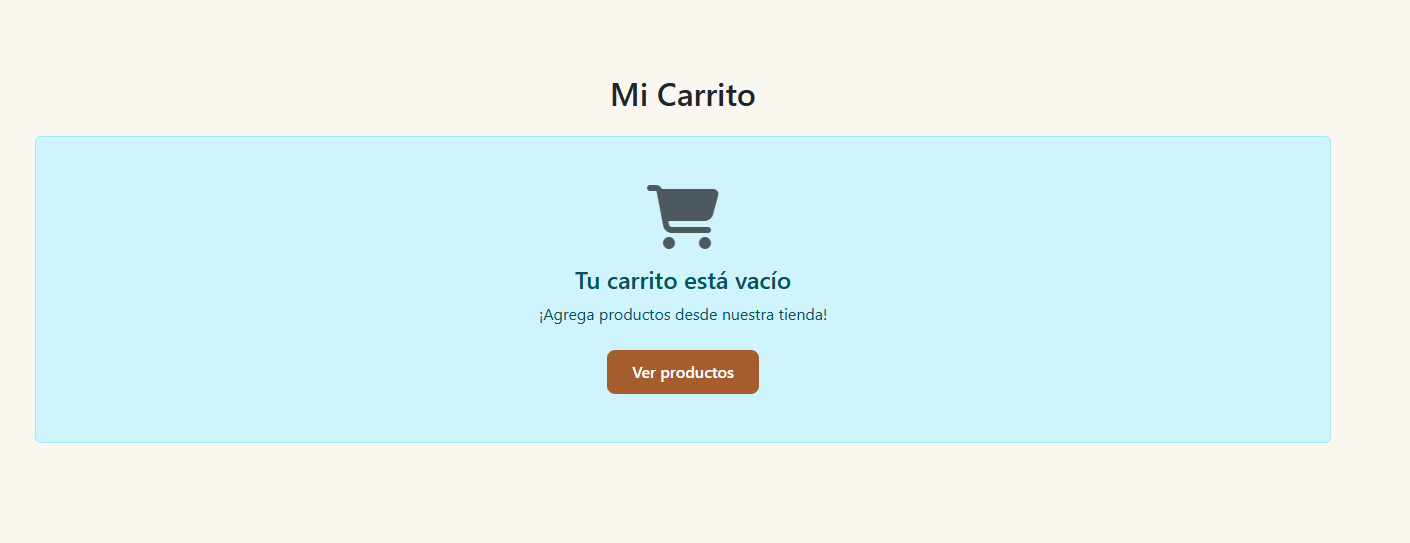 Mi Carrito
Tu carrito está vacío
¡Agrega productos desde nuestra tienda!
Ver productos